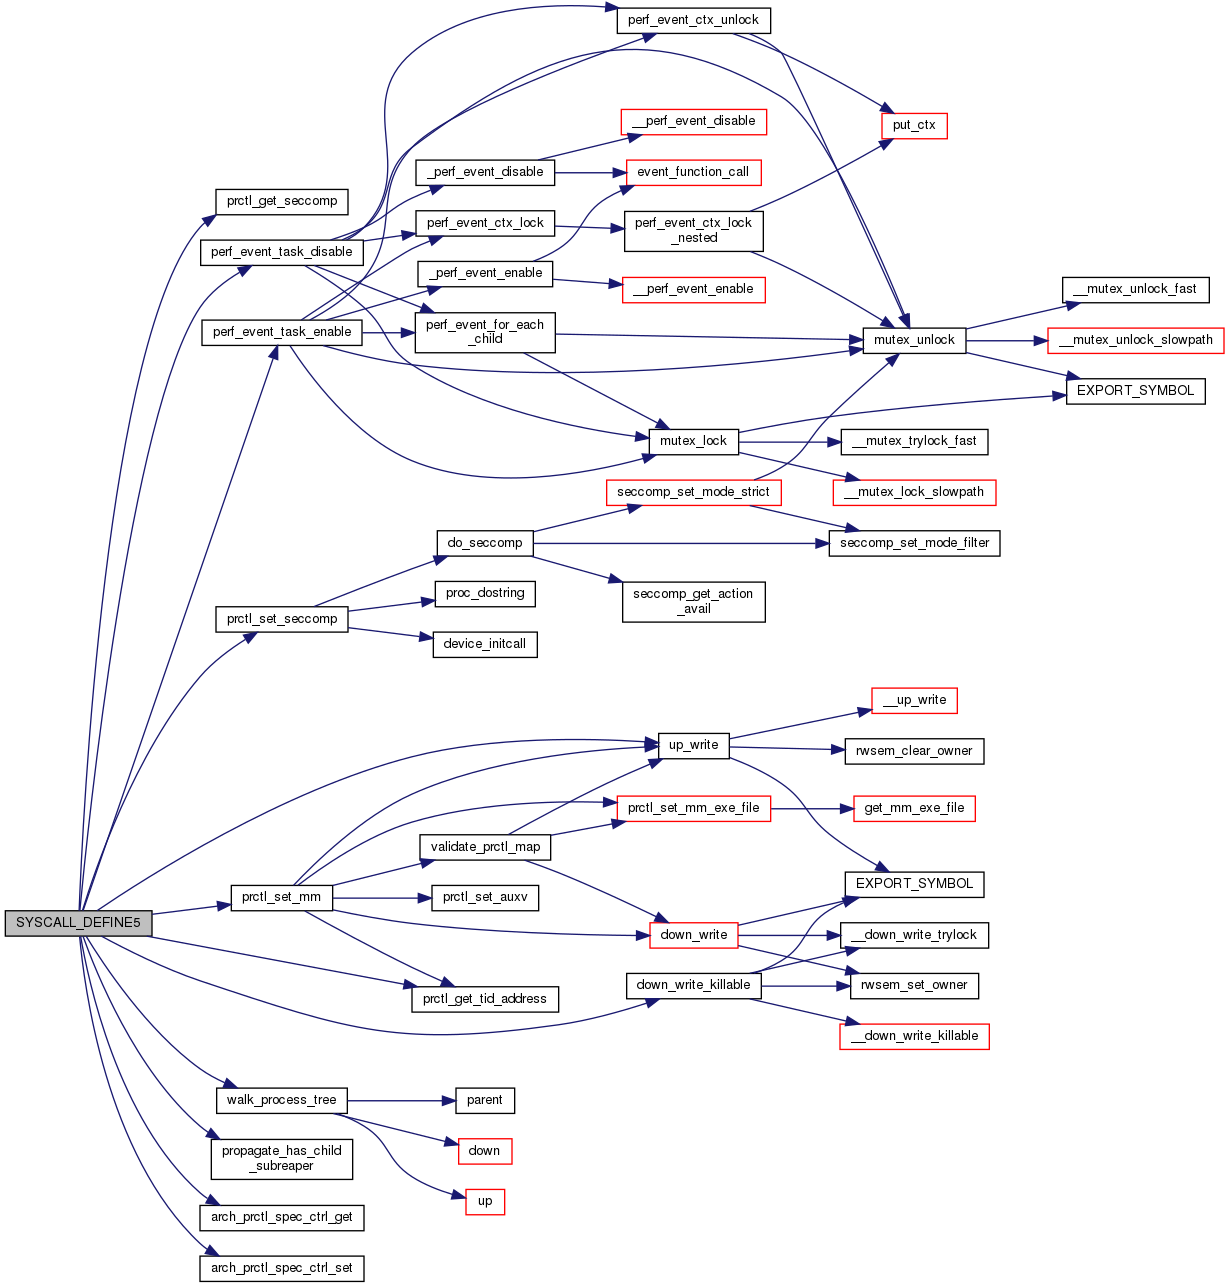 perf_event_ctx_unlock
__perf_event_disable
put_ctx
_perf_event_disable
event_function_call
prctl_get_seccomp
perf_event_ctx_lock
perf_event_ctx_lock
_nested
perf_event_task_disable
_perf_event_enable
__perf_event_enable
__mutex_unlock_fast
perf_event_task_enable
perf_event_for_each
_child
mutex_unlock
__mutex_unlock_slowpath
EXPORT_SYMBOL
mutex_lock
__mutex_trylock_fast
seccomp_set_mode_strict
__mutex_lock_slowpath
do_seccomp
seccomp_set_mode_filter
proc_dostring
seccomp_get_action
_avail
prctl_set_seccomp
device_initcall
__up_write
up_write
rwsem_clear_owner
prctl_set_mm_exe_file
get_mm_exe_file
validate_prctl_map
prctl_set_mm
prctl_set_auxv
EXPORT_SYMBOL
SYSCALL_DEFINE5
down_write
__down_write_trylock
prctl_get_tid_address
down_write_killable
rwsem_set_owner
__down_write_killable
walk_process_tree
parent
propagate_has_child
_subreaper
down
up
arch_prctl_spec_ctrl_get
arch_prctl_spec_ctrl_set